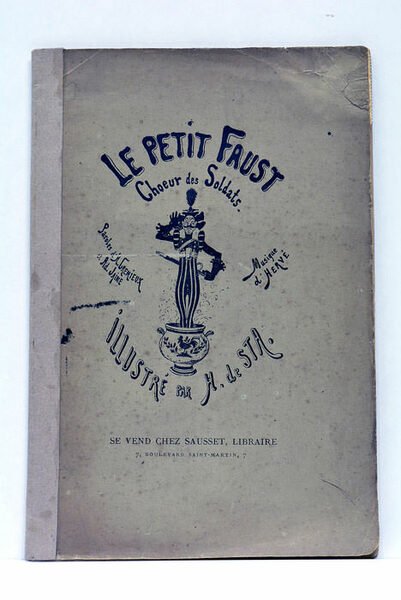 LE PETIT FAUST
Choeur des Soldats.
Paroles d'H. CRÉMIEUX
et Ad. JAIME
Musique
d'HERVÉ
ILLUSTRÉ PAR H. de STA.
SE VEND CHEZ SAUSSET, LIBRAIRE
7, BOULEVARD SAINT-MARTIN, 7